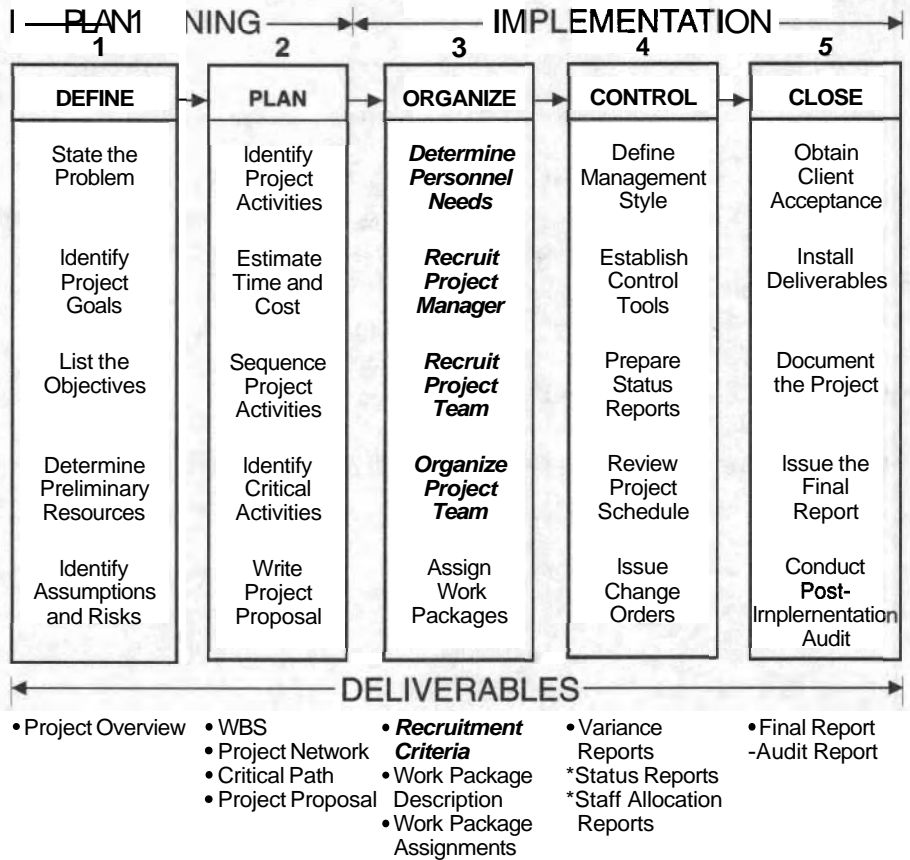 I — PLAN1 NING IMPLEMENTATION
1 2 3 4 5
DEFINE PLAN ORGANIZE CONTROL CLOSE
State the
Problem
Identify
Project
Goals
List the
Objectives
Determine
Preliminary
Resources
Identify
Assumptions
and Risks
Identify
Project
Activities
Estimate
Time and
Cost
Sequence
Project
Activities
Identify
Critical
Activities
Write
Project
Proposal
Determine
Personnel
Needs
Recruit
Project
Manager
Recruit
Project
Team
Organize
Project
Team
Assign
Work
Packages
Define
Management
Style
Establish
Control
Tools
Prepare
Status
Reports
Review
Project
Schedule
Issue
Change
Orders
Obtain
Client
Acceptance
Install
Deliverables
Document
the Project
Issue the
Final
Report
Conduct
Post-
Implernentation
Audit
DELIVERABLES
• Project Overview
• WBS
• Project Network
• Critical Path
• Project Proposal
• Recruitment
Criteria
• Work Package
Description
• Work Package
Assignments
• Variance
Reports
*Status Reports
*Staff Allocation
Reports
• Final Report
-Audit Report